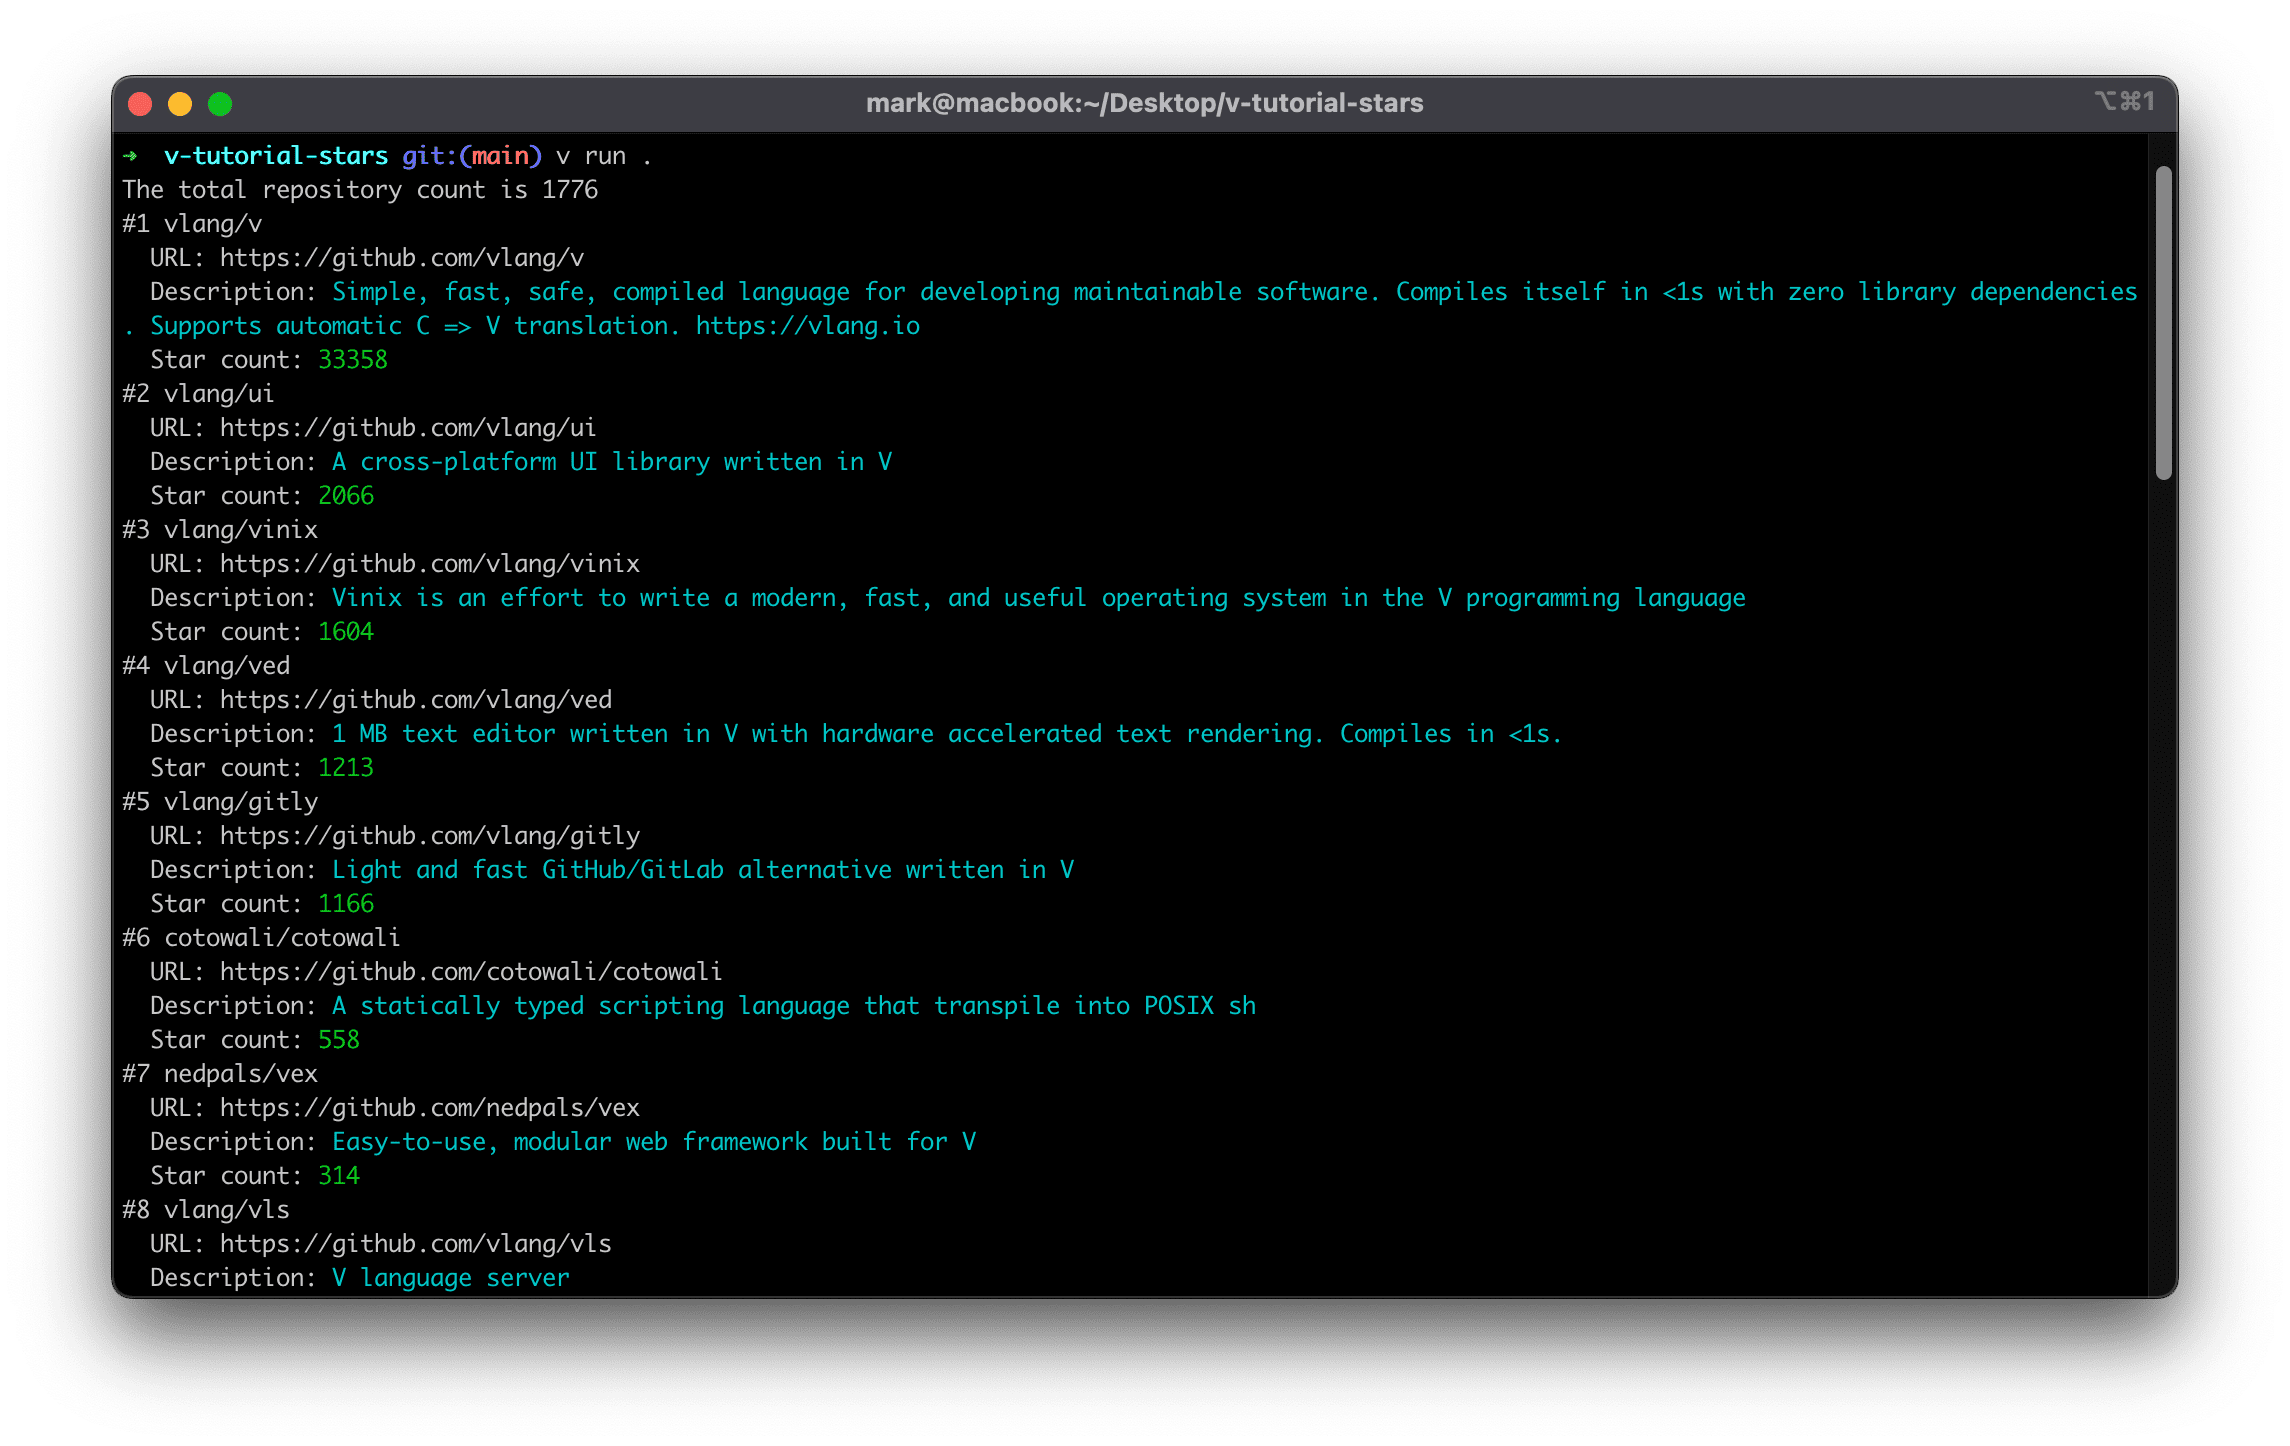 mark@macbook:~/Desktop/v-tutorial-stars ⌥⌘1
➜ v-tutorial-stars git:(main) v run .
The total repository count is 1776
#1 vlang/v
URL: https://github.com/vlang/v
Description: Simple, fast, safe, compiled language for developing maintainable software. Compiles itself in <1s with zero library dependencies
. Supports automatic C => V translation. https://vlang.io
Star count: 33358
#2 vlang/ui
URL: https://github.com/vlang/ui
Description: A cross-platform UI library written in V
Star count: 2066
#3 vlang/vinix
URL: https://github.com/vlang/vinix
Description: Vinix is an effort to write a modern, fast, and useful operating system in the V programming language
Star count: 1604
#4 vlang/ved
URL: https://github.com/vlang/ved
Description: 1 MB text editor written in V with hardware accelerated text rendering. Compiles in <1s.
Star count: 1213
#5 vlang/gitly
URL: https://github.com/vlang/gitly
Description: Light and fast GitHub/GitLab alternative written in V
Star count: 1166
#6 cotowali/cotowali
URL: https://github.com/cotowali/cotowali
Description: A statically typed scripting language that transpile into POSIX sh
Star count: 558
#7 nedpals/vex
URL: https://github.com/nedpals/vex
Description: Easy-to-use, modular web framework built for V
Star count: 314
#8 vlang/vls
URL: https://github.com/vlang/vls
Description: V language server